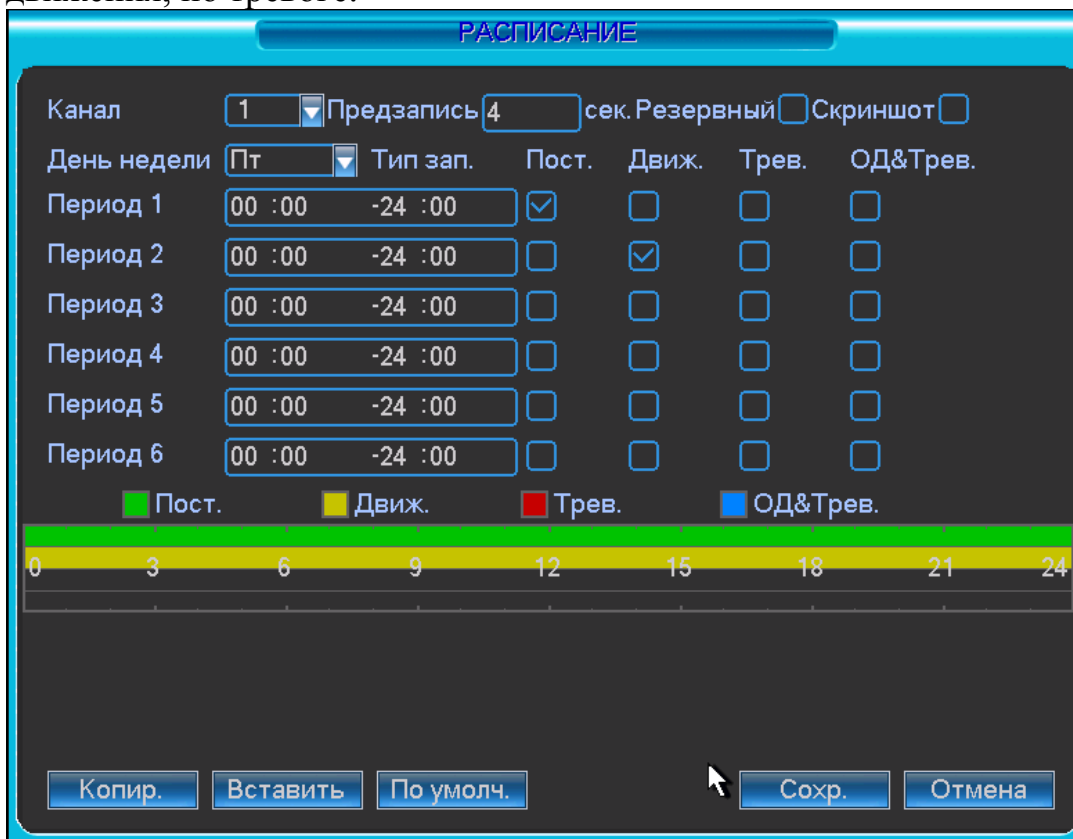 движения, по тревоге.
РАСПИСАНИЕ
Канал 1 Предзапись 4 сек. Резервный Скриншот
День недели Пт Тип зап. Пост. Движ. Трев. ОД&Трев.
Период 1 00 :00 -24 :00
Период 2 00 :00 -24 :00
Период 3 00 :00 -24 :00
Период 4 00 :00 -24 :00
Период 5 00 :00 -24 :00
Период 6 00 :00 -24 :00
Пост. Движ. Трев. ОД&Трев.
0 3 6 9 12 15 18 21 24
Копир. Вставить По умолч. Сохр. Отмена